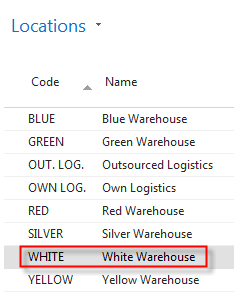 Locations
Code Name
BLUE Blue Warehouse
GREEN Green Warehouse
OUT. LOG. Outsourced Logistics
OWN LOG. Own Logistics
RED Red Warehouse
SILVER Silver Warehouse
WHITE White Warehouse
YELLOW Yellow Warehouse